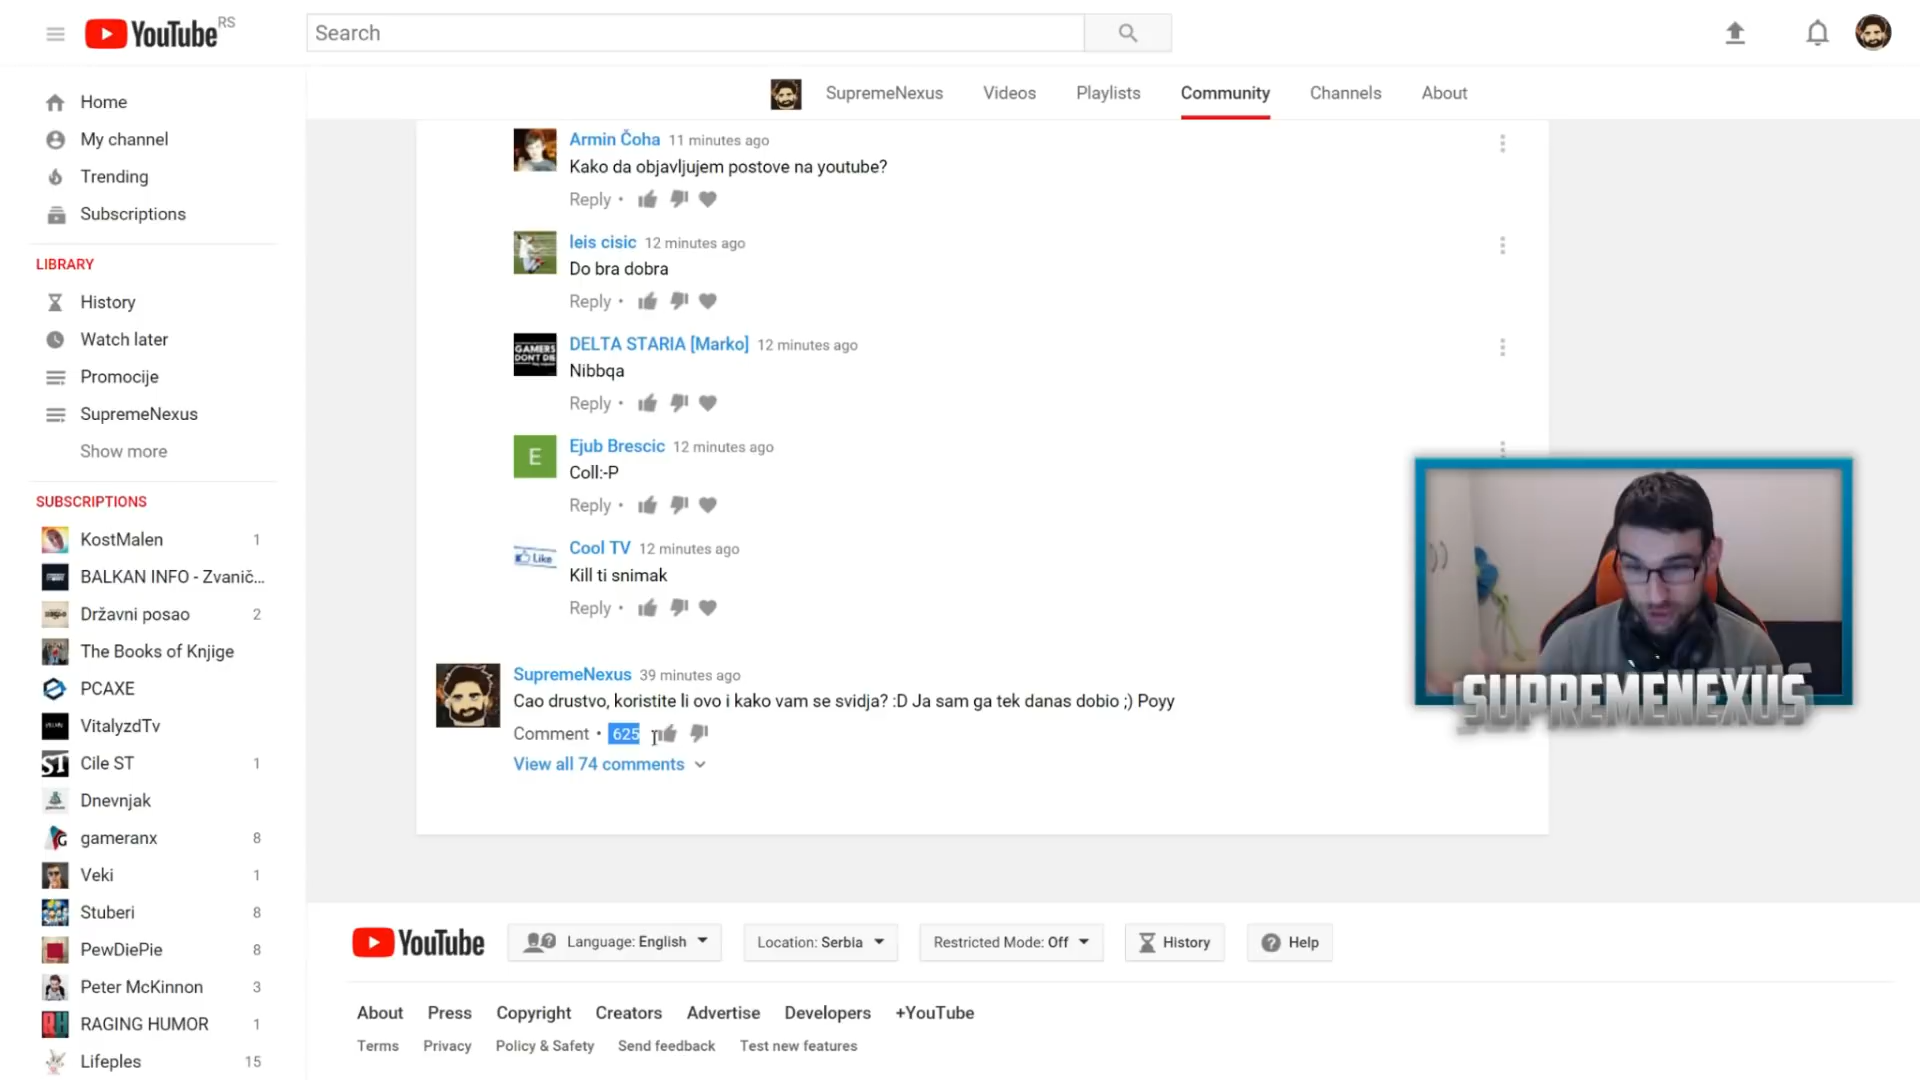 YouTube RS
Search
SupremeNexus Videos Playlists Community Channels About
Home
My channel
Trending
Subscriptions
LIBRARY
History
Watch later
Promocije
SupremeNexus
Show more
SUBSCRIPTIONS
KostMalen 1
BALKAN INFO - Zvanič...
Državni posao 2
The Books of Knjige
PCAXE
VitalyzdTv
Cile ST 1
Dnevnjak
gameranx 8
Veki 1
Stuberi 8
PewDiePie 8
Peter McKinnon 3
RAGING HUMOR 1
Lifeples 15
Armin Čoha 11 minutes ago
Kako da objavljujem postove na youtube?
Reply •
leis cisic 12 minutes ago
Do bra dobra
Reply •
GAMERS
DON'T DIE
DELTA STARIA [Marko] 12 minutes ago
Nibbqa
Reply •
E
Ejub Brescic 12 minutes ago
Coll:-P
Reply •
Like
Cool TV 12 minutes ago
Kill ti snimak
Reply •
SupremeNexus 39 minutes ago
Cao drustvo, koristite li ovo i kako vam se svidja? :D Ja sam ga tek danas dobio ;) Poyy
Comment • 625
View all 74 comments
SUPREMENEXUS
YouTube Language: English Location: Serbia Restricted Mode: Off History Help
About Press Copyright Creators Advertise Developers +YouTube
Terms Privacy Policy & Safety Send feedback Test new features